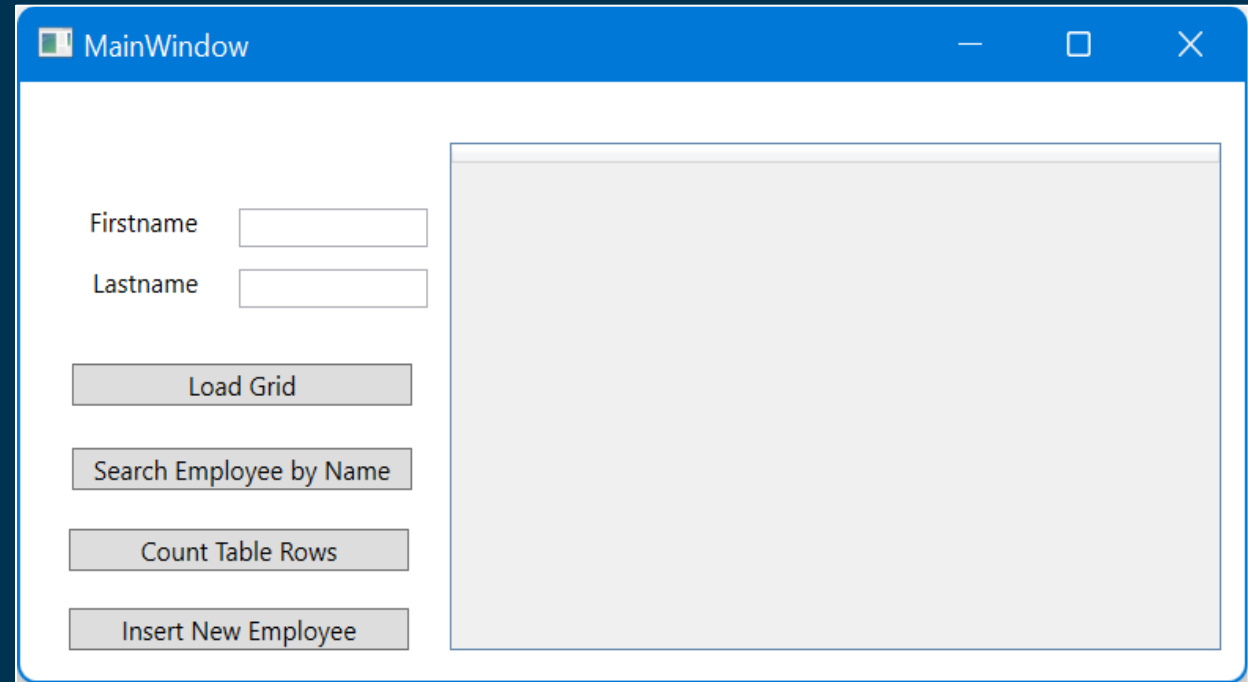 MainWindow
Firstname
Lastname
Load Grid
Search Employee by Name
Count Table Rows
Insert New Employee